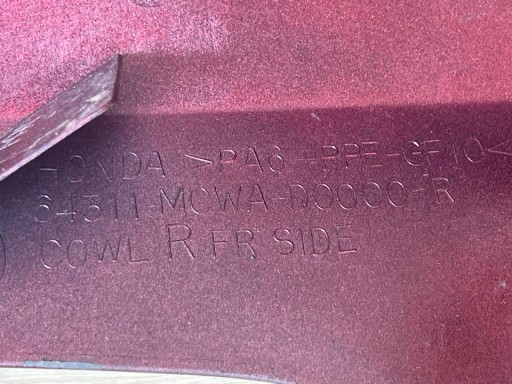 HONDA >PA6+PPE-GF10<
64311-MCWA-D0000-R
COWL R FR SIDE